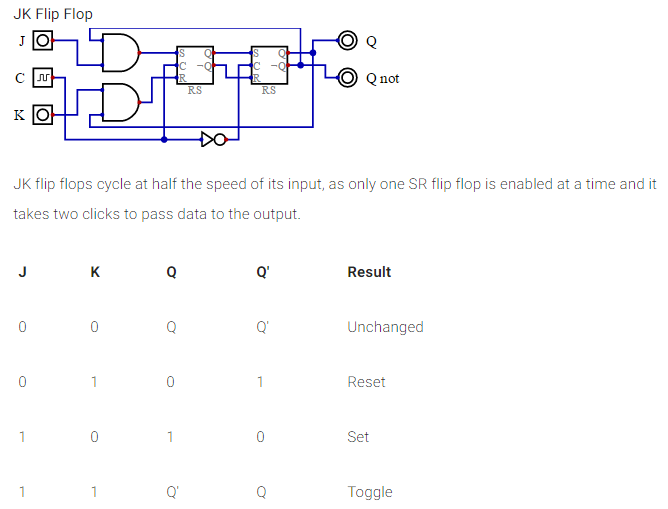 JK Flip Flop
J
Q
S Q S Q
C ¬Q C ¬Q
C
Q not
R R
RS RS
K
JK flip flops cycle at half the speed of its input, as only one SR flip flop is enabled at a time and it
takes two clicks to pass data to the output.
J K Q Q' Result
0 0 Q Q' Unchanged
0 1 0 1 Reset
1 0 1 0 Set
1 1 Q' Q Toggle